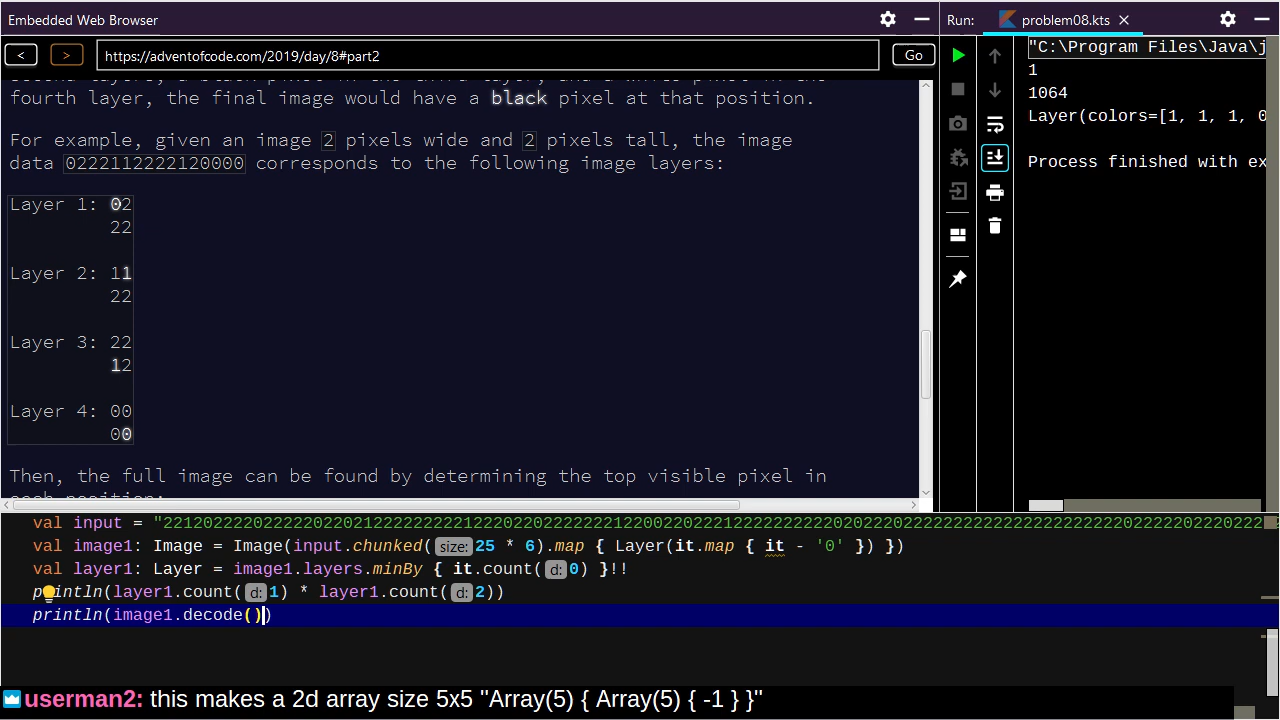 Embedded Web Browser
Run: problem08.kts
< > https://adventofcode.com/2019/day/8#part2 Go
fourth layer, the final image would have a black pixel at that position.
For example, given an image 2 pixels wide and 2 pixels tall, the image
data 0222112222120000 corresponds to the following image layers:
Layer 1: 02
22
Layer 2: 11
22
Layer 3: 22
12
Layer 4: 00
00
Then, the full image can be found by determining the top visible pixel in
each position:
"C:\Program Files\Java\j
1
1064
Layer(colors=[1, 1, 1, 0
Process finished with ex
val input =
val image1: Image = Image(input.chunked( size: 25 * 6).map { Layer(it.map { it - '0' }) })
val layer1: Layer = image1.layers.minBy { it.count( d: 0) }!!
println(layer1.count( d: 1) * layer1.count( d: 2))
println(image1.decode())
userman2: this makes a 2d array size 5x5 "Array(5) { Array(5) { -1 } }"